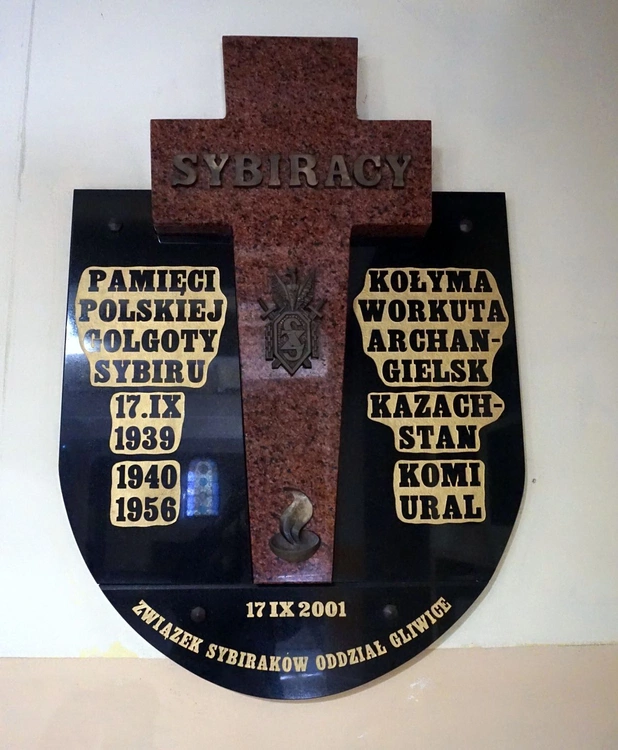 SYBIRACY
PAMIĘCI
POLSKIEJ
GOLGOTY
SYBIRU
17.IX
1939
1940
1956
KOŁYMA
WORKUTA
ARCHAN-
GIELSK
KAZACH-
STAN
KOMI
URAL
17 IX 2001
ZWIĄZEK SYBIRAKÓW ODDZIAŁ GLIWICE